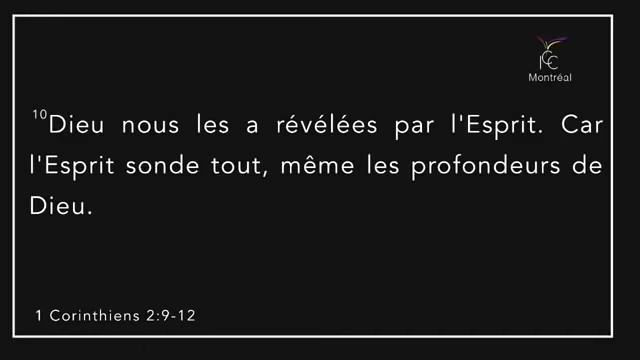 ICC
Montréal
10Dieu nous les a révélées par l'Esprit. Car
l'Esprit sonde tout, même les profondeurs de
Dieu.
1 Corinthiens 2:9-12